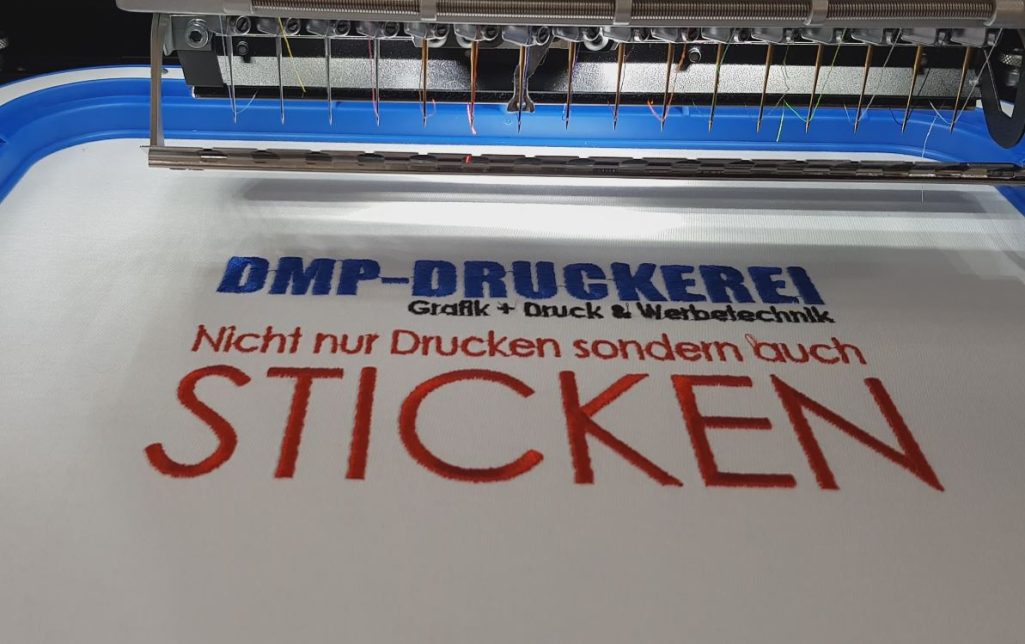 DMP-DRUCKEREI
Grafik + Druck & Werbetechnik
Nicht nur Drucken sondern auch
STICKEN